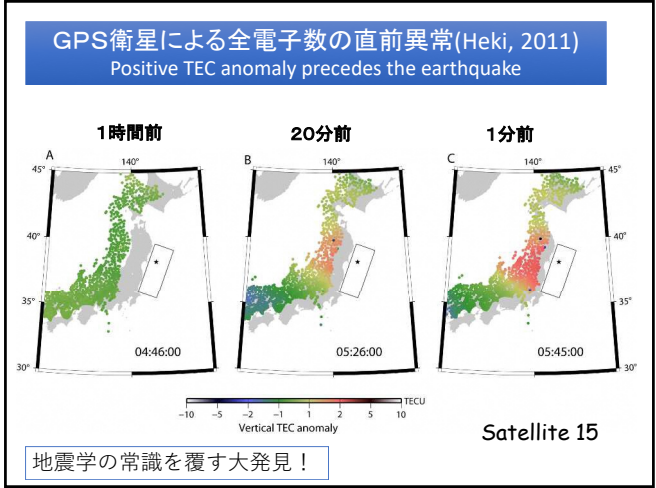 GPS衛星による全電子数の直前異常(Heki, 2011)
Positive TEC anomaly precedes the earthquake
1時間前
20分前
1分前
A
140°
B
140°
C
140°
45°
45°
45°
40°
40°
35°
35°
30°
30°
04:46:00
05:26:00
05:45:00
TECU
−10 −5 −2 −1 1 2 5 10
Vertical TEC anomaly
Satellite 15
地震学の常識を覆す大発見！